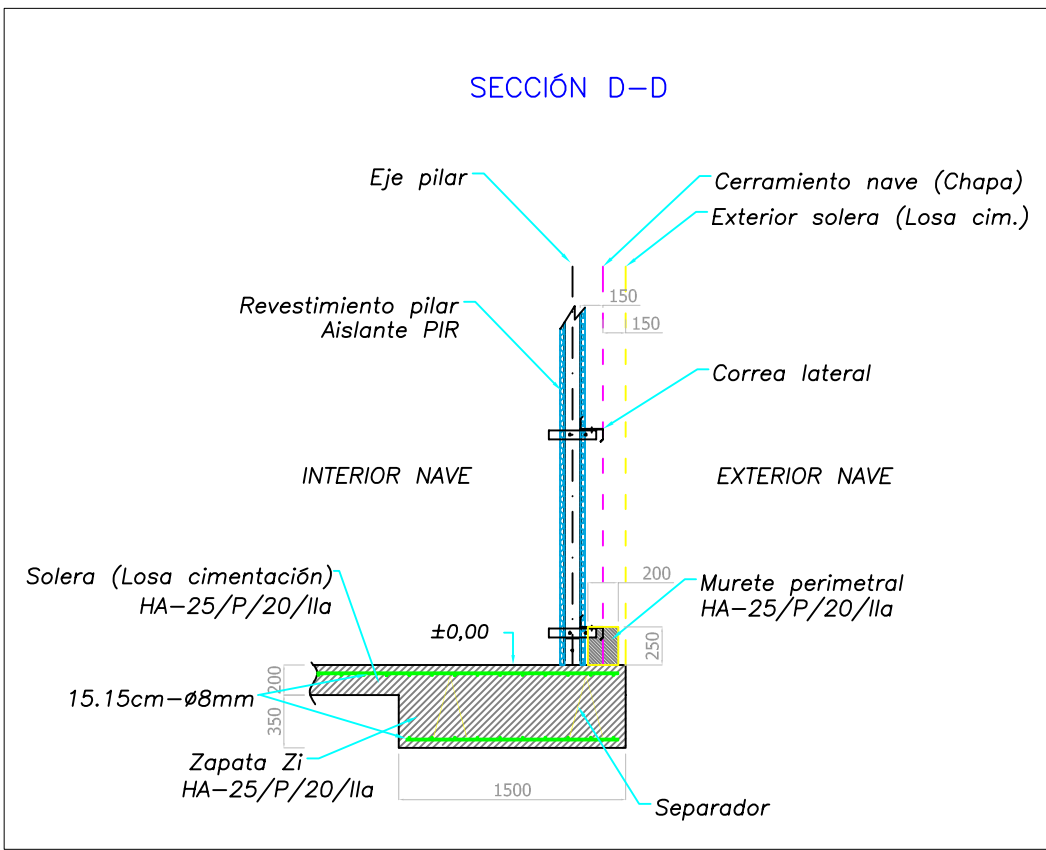 SECCIÓN D-D
Eje pilar
Cerramiento nave (Chapa)
Exterior solera (Losa cim.)
150
150
Revestimiento pilar
Aislante PIR
Correa lateral
INTERIOR NAVE
EXTERIOR NAVE
200
Solera (Losa cimentación)
HA-25/P/20/IIa
Murete perimetral
HA-25/P/20/IIa
±0,00
250
200
15.15cm-ø8mm
350
Zapata Zi
HA-25/P/20/IIa
1500
Separador